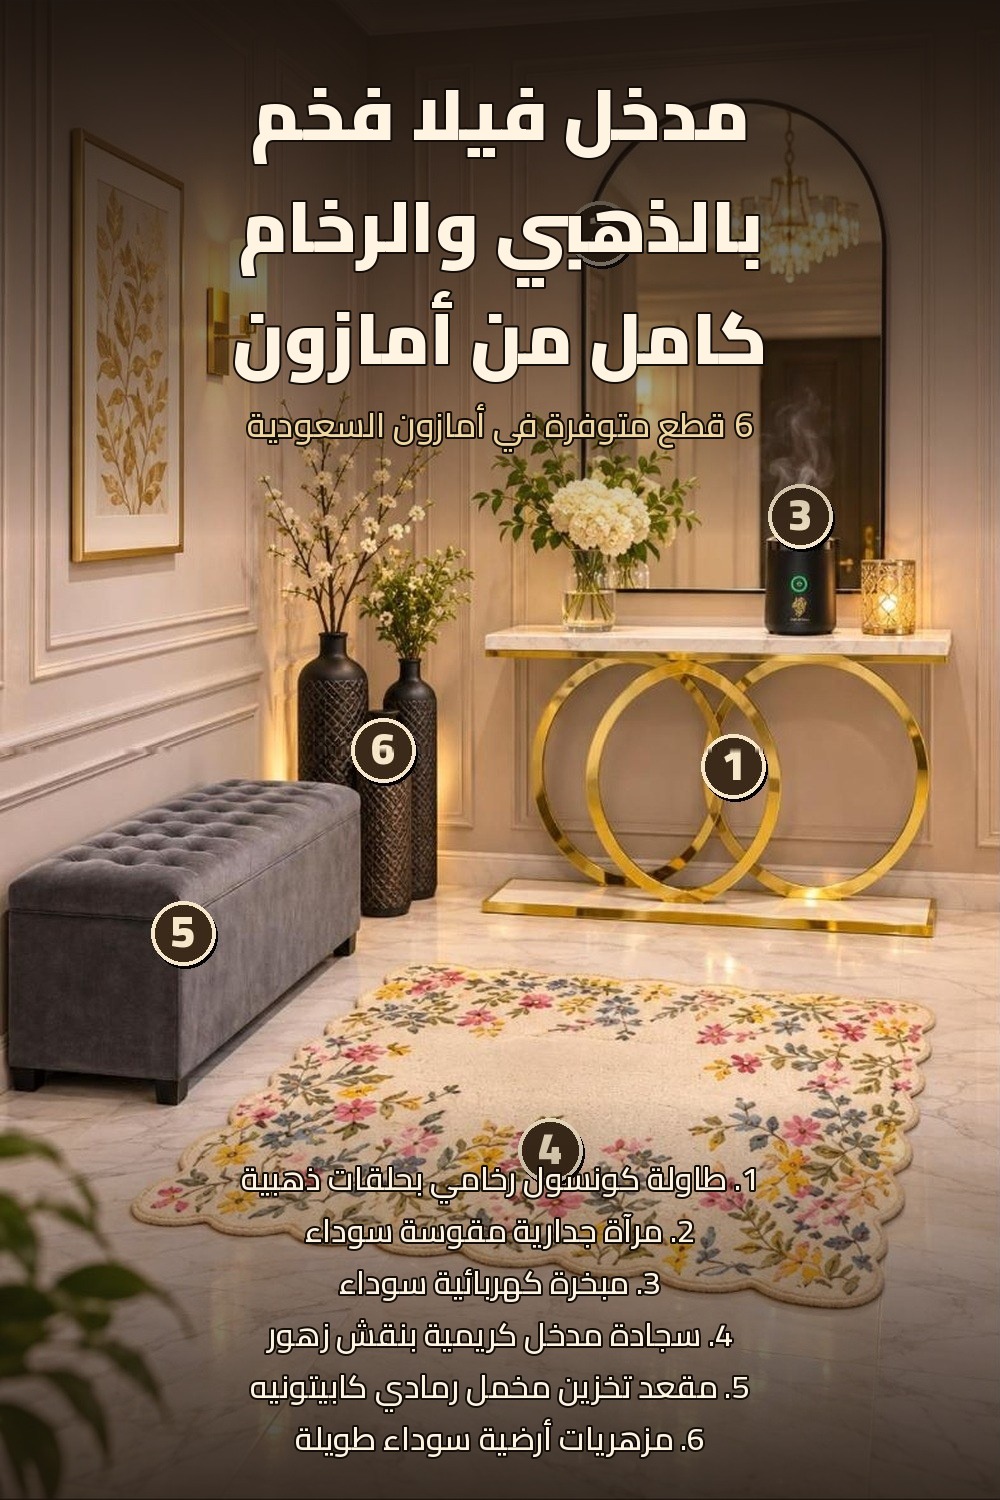 مدخل فيلا فخم
بالذهبي والرخام
كامل من أمازون
6 قطع متوفرة في أمازون السعودية
3
6
1
5
4
1. طاولة كونسول رخامي بحلقات ذهبية
2. مرآة جدارية مقوسة سوداء
3. مبخرة كهربائية سوداء
4. سجادة مدخل كريمية بنقش زهور
5. مقعد تخزين مخمل رمادي كابيتونيه
6. مزهريات أرضية سوداء طويلة